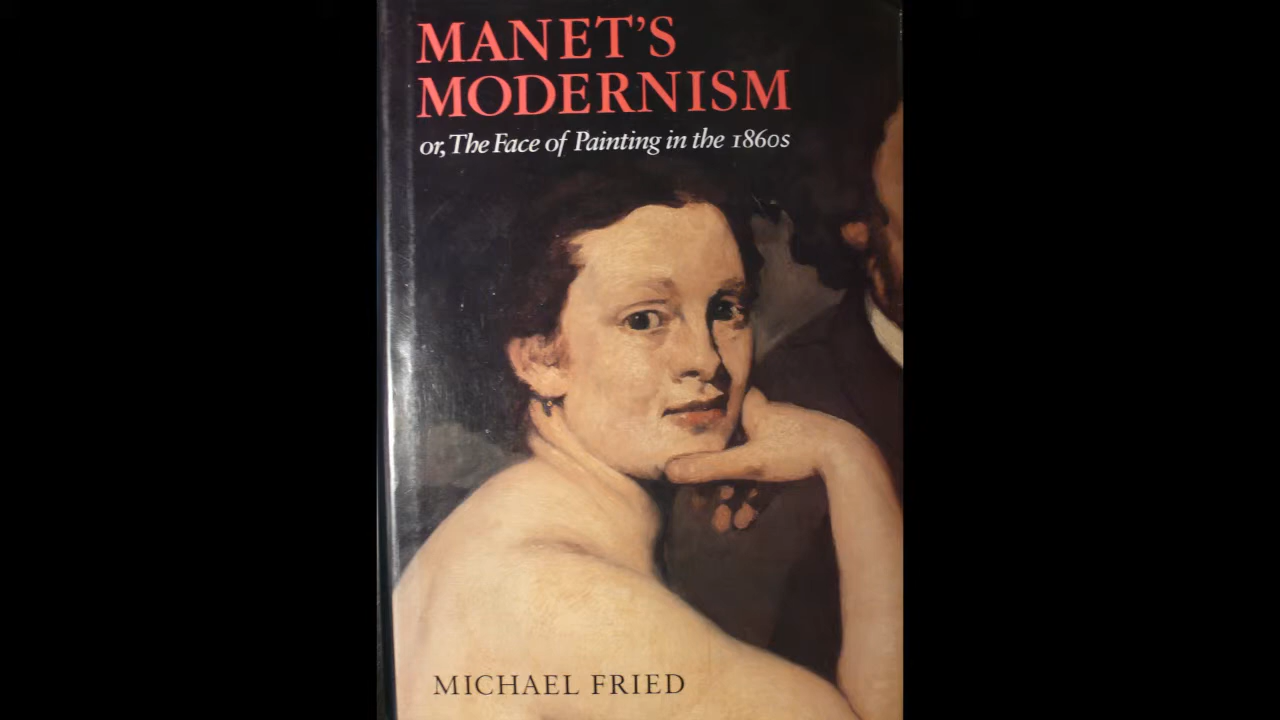 MANET'S
MODERNISM
or, The Face of Painting in the 1860s
MICHAEL FRIED